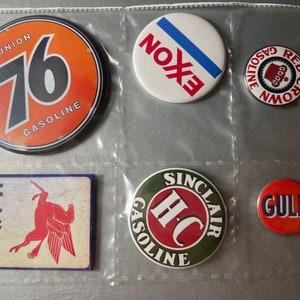 UNION
76
GASOLINE
EXXON
RED CROWN
GASOLINE
SINCLAIR
H-C
GASOLINE
GULF